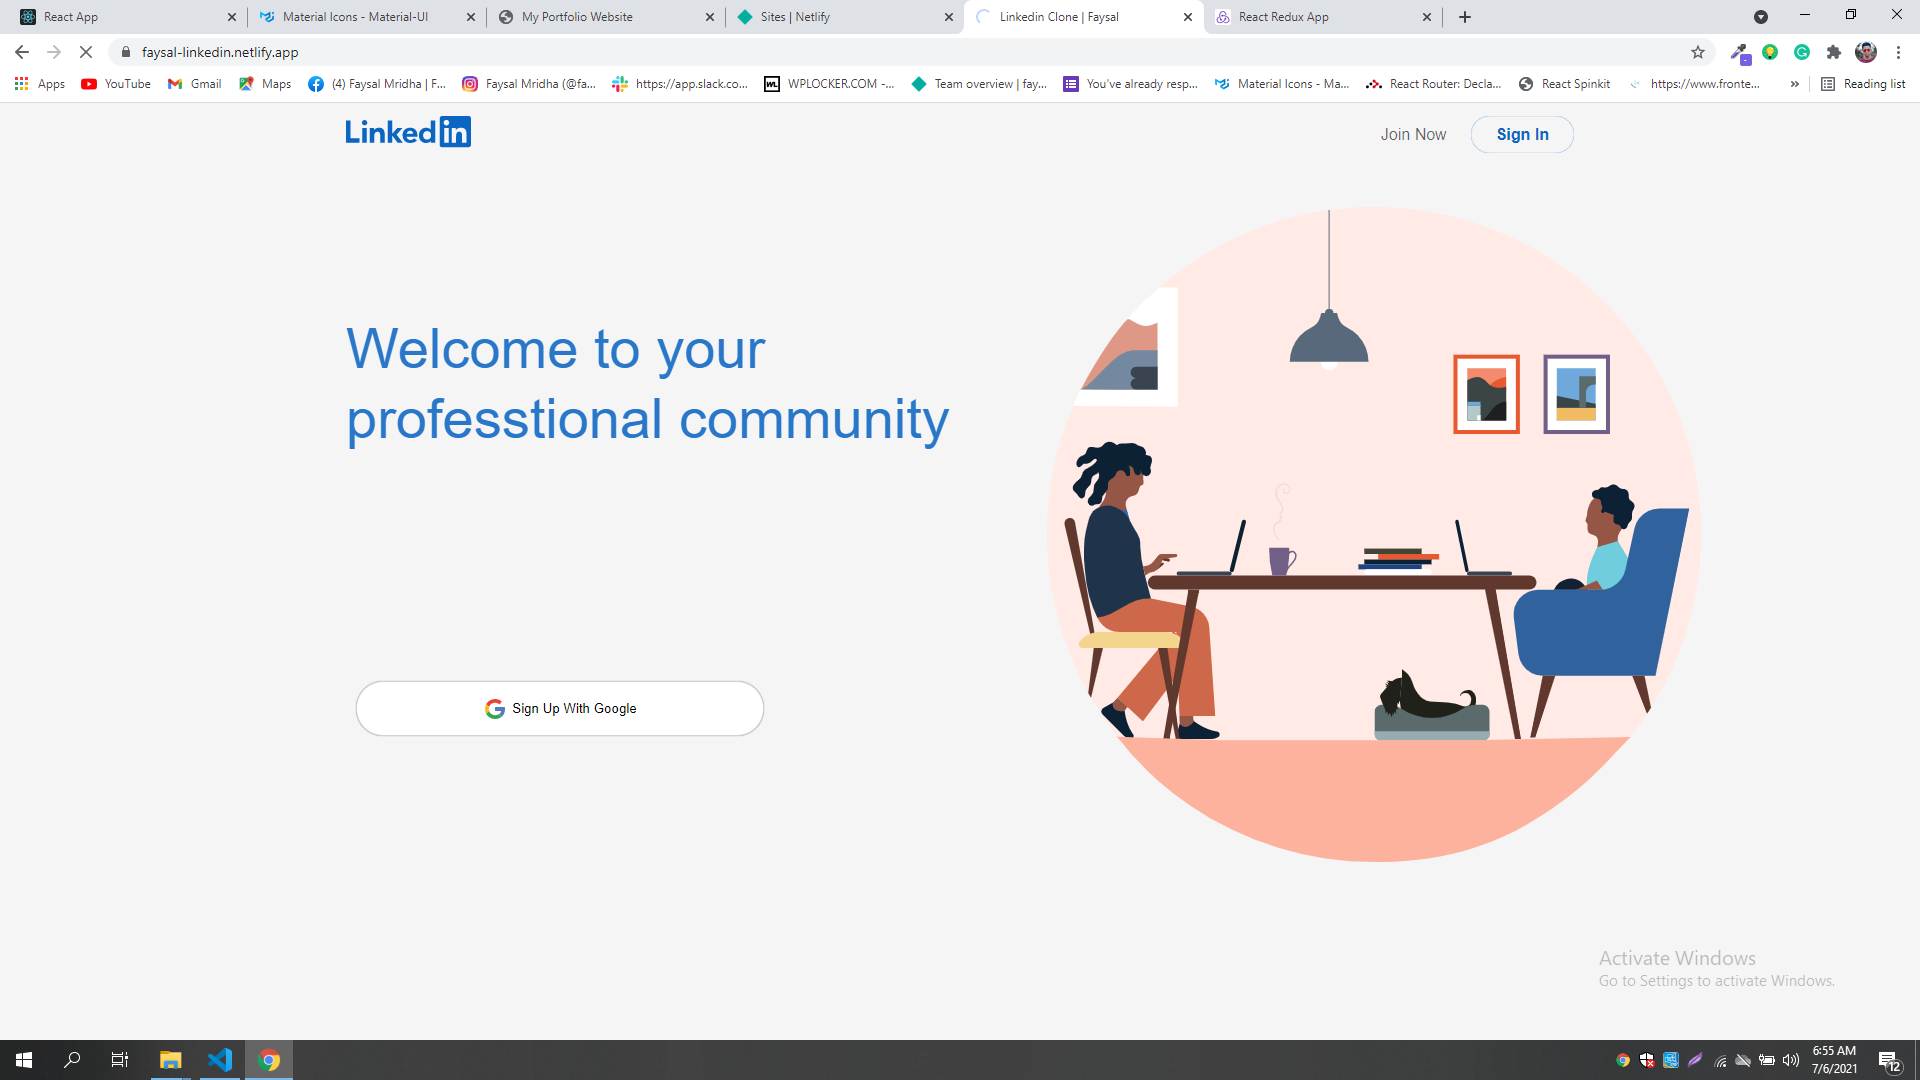 React App
Material Icons - Material-UI
My Portfolio Website
Sites | Netlify
Linkedin Clone | Faysal
React Redux App
faysal-linkedin.netlify.app
Apps
YouTube
Gmail
Maps
(4) Faysal Mridha | F...
Faysal Mridha (@fa...
https://app.slack.co...
WL
WPLOCKER.COM -...
Team overview | fay...
You've already resp...
Material Icons - Ma...
React Router: Decla...
React Spinkit
https://www.fronte...
Reading list
Linkedin
Join Now
Sign In
Welcome to your
professtional community
Sign Up With Google
Activate Windows
Go to Settings to activate Windows.
6:55 AM
7/6/2021
12